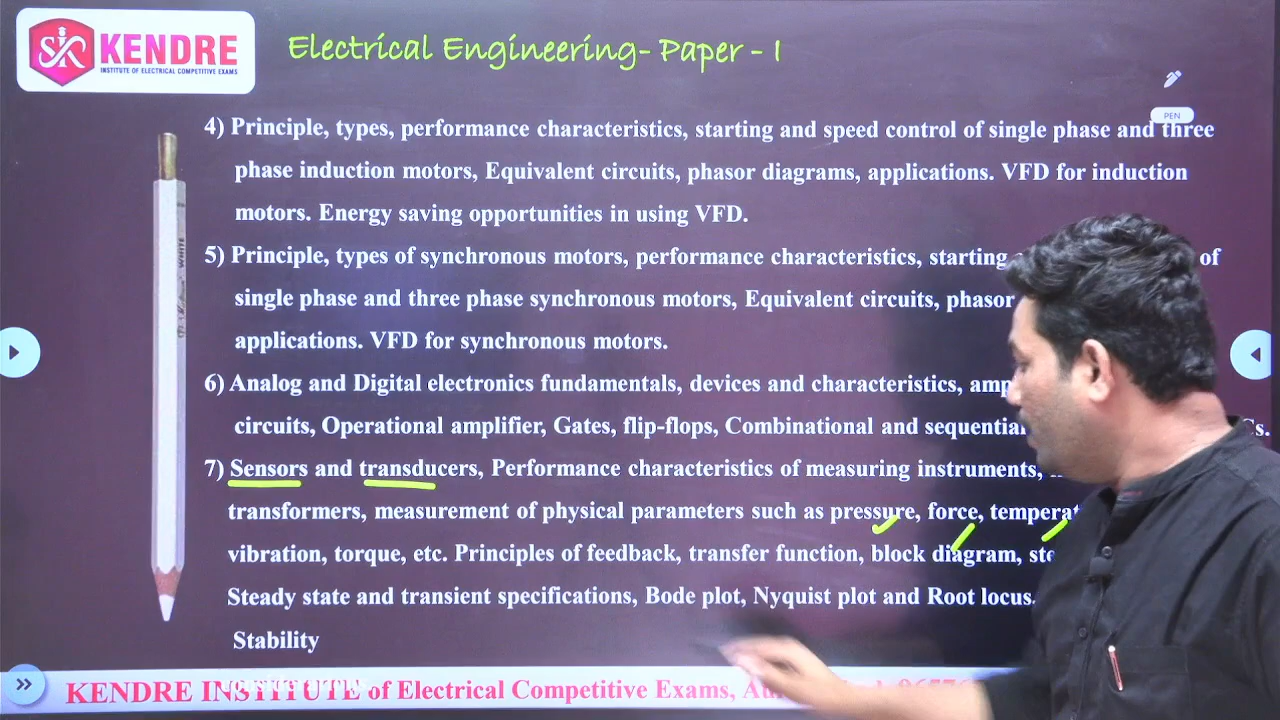 KENDRE
INSTITUTE OF ELECTRICAL COMPETITIVE EXAMS
Electrical Engineering- Paper - I
PEN
4) Principle, types, performance characteristics, starting and speed control of single phase and three
phase induction motors, Equivalent circuits, phasor diagrams, applications. VFD for induction
motors. Energy saving opportunities in using VFD.
5) Principle, types of synchronous motors, performance characteristics, starting of
single phase and three phase synchronous motors, Equivalent circuits, phasor
applications. VFD for synchronous motors.
6) Analog and Digital electronics fundamentals, devices and characteristics,
circuits, Operational amplifier, Gates, flip-flops, Combinational and sequential
7) Sensors and transducers, Performance characteristics of measuring instruments,
transformers, measurement of physical parameters such as pressure, force,
vibration, torque, etc. Principles of feedback, transfer function, block diagram,
Steady state and transient specifications, Bode plot, Nyquist plot and Root locus.
Stability
KENDRE INSTITUTE of Electrical Competitive Exams,